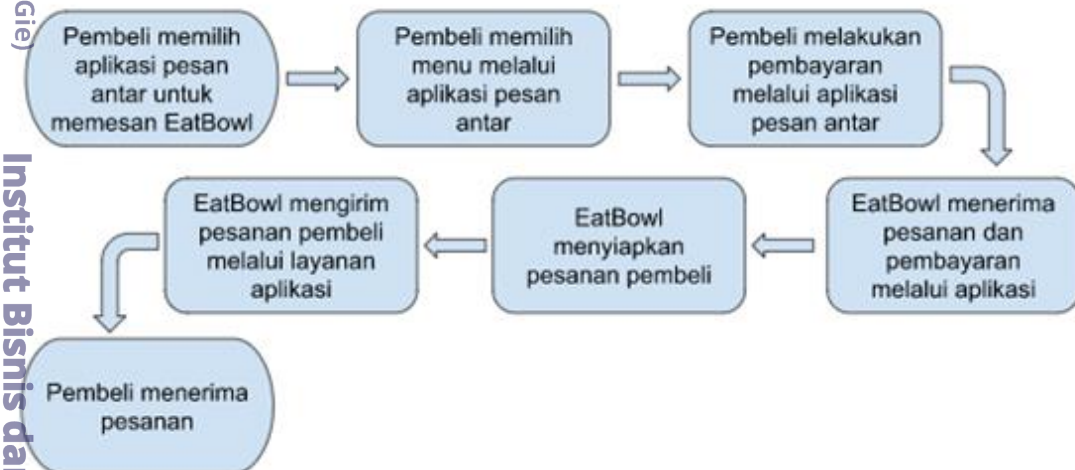 Gie)
Institut Bisnis dan
Pembeli memilih
aplikasi pesan
antar untuk
memesan EatBowl
Pembeli memilih
menu melalui
aplikasi pesan
antar
Pembeli melakukan
pembayaran
melalui aplikasi
pesan antar
EatBowl menerima
pesanan dan
pembayaran
melalui aplikasi
EatBowl
menyiapkan
pesanan pembeli
EatBowl mengirim
pesanan pembeli
melalui layanan
aplikasi
Pembeli menerima
pesanan